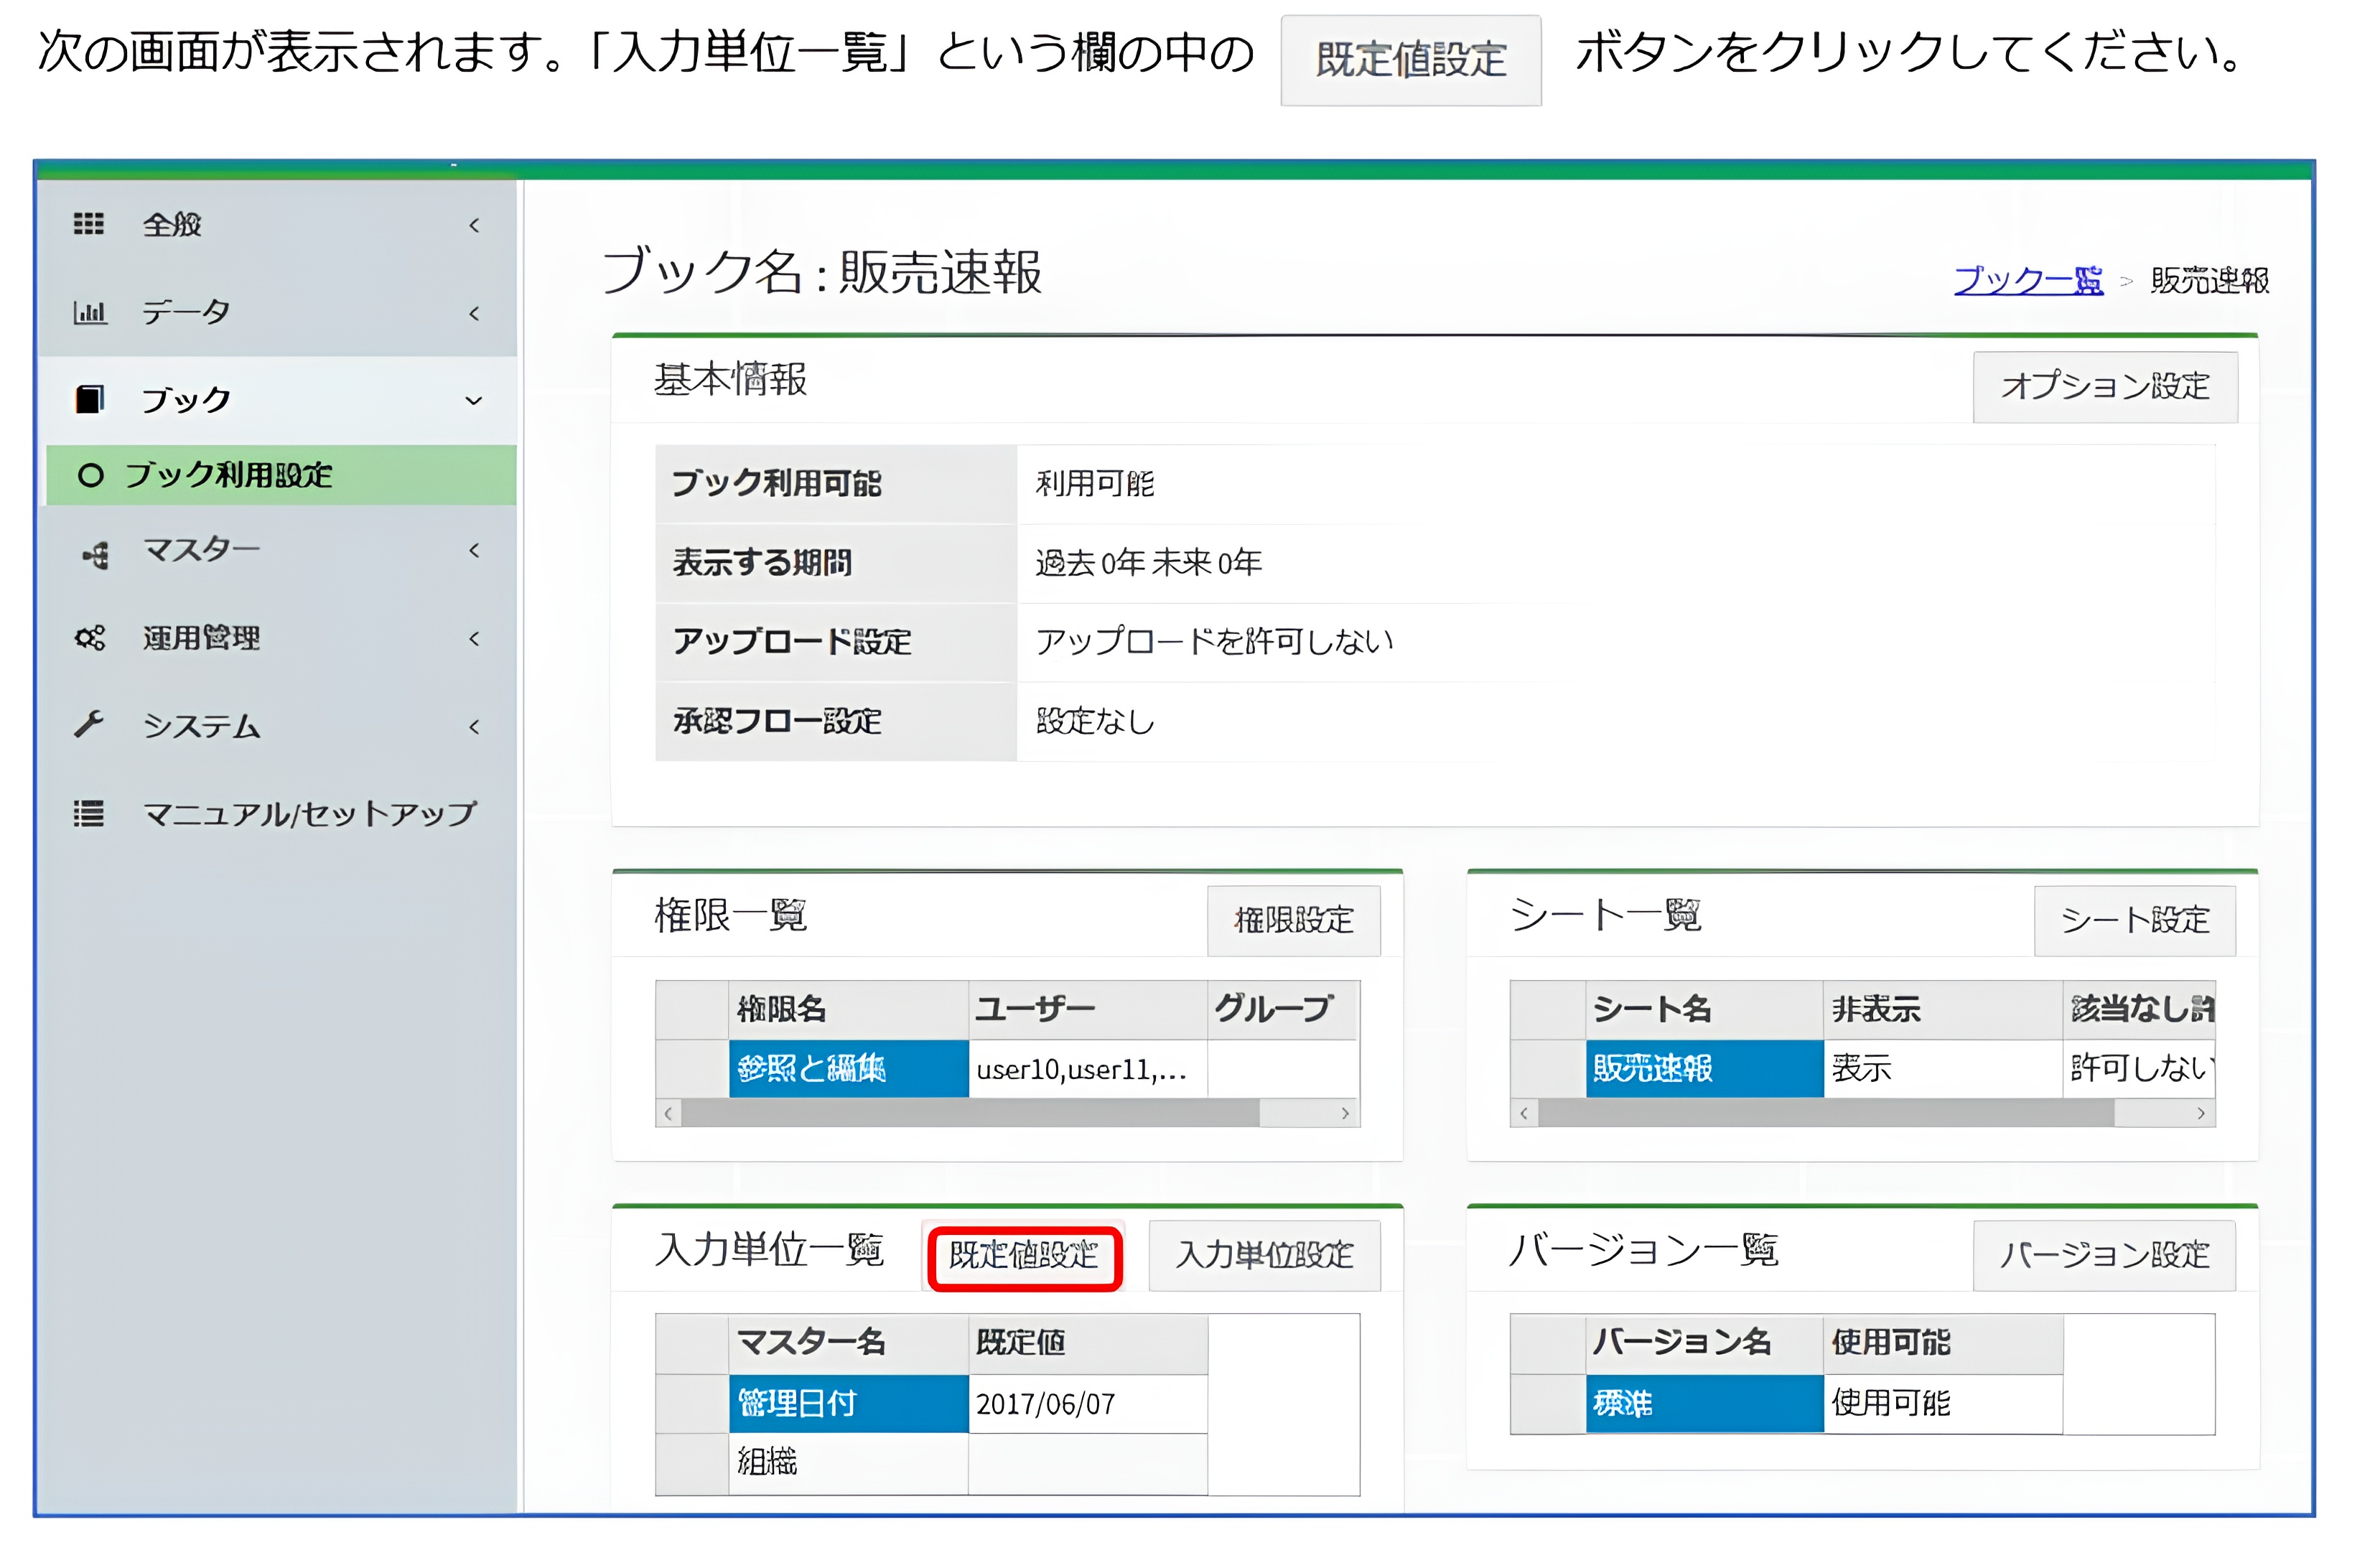 次の画面が表示されます。「入力単位一覧」という欄の中の 既定値設定 ボタンをクリックしてください。
全般
データ
ブック
ブック利用設定
マスター
運用管理
システム
マニュアル/セットアップ
ブック名 : 販売速報
ブック一覧 > 販売速報
基本情報 オプション設定
ブック利用可能 利用可能
表示する期間 過去 0年 未来 0年
アップロード設定 アップロードを許可しない
承認フロー設定 設定なし
権限一覧 権限設定
権限名 ユーザー グループ
参照と編集 user10,user11,...
シート一覧 シート設定
シート名 非表示 該当なし許
販売速報 表示 許可しない
入力単位一覧 既定値設定 入力単位設定
マスター名 既定値
管理日付 2017/06/07
組織
バージョン一覧 バージョン設定
バージョン名 使用可能
標準 使用可能